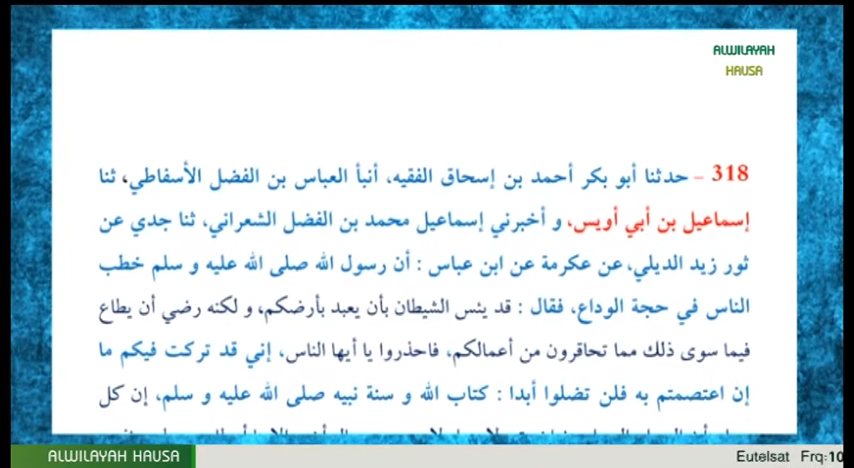 ALWILAYAH
HAUSA
318 – حدثنا أبو بكر أحمد بن إسحاق الفقيه، أنبأ العباس بن الفضل الأسفاطي، ثنا
إسماعيل بن أبي أويس، و أخبرني إسماعيل محمد بن الفضل الشعراني، ثنا جدي عن
ثور زيد الديلي، عن عكرمة عن ابن عباس : أن رسول الله صلى الله عليه و سلم خطب
الناس في حجة الوداع، فقال : قد يئس الشيطان بأن يعبد بأرضكم، و لكنه رضي أن يطاع
فيما سوى ذلك مما تحاقرون من أعمالكم، فاحذروا يا أيها الناس، إني قد تركت فيكم ما
إن اعتصمتم به فلن تضلوا أبدا : كتاب الله و سنة نبيه صلى الله عليه و سلم، إن كل
ALWILAYAH HAUSA
Eutelsat Frq:10